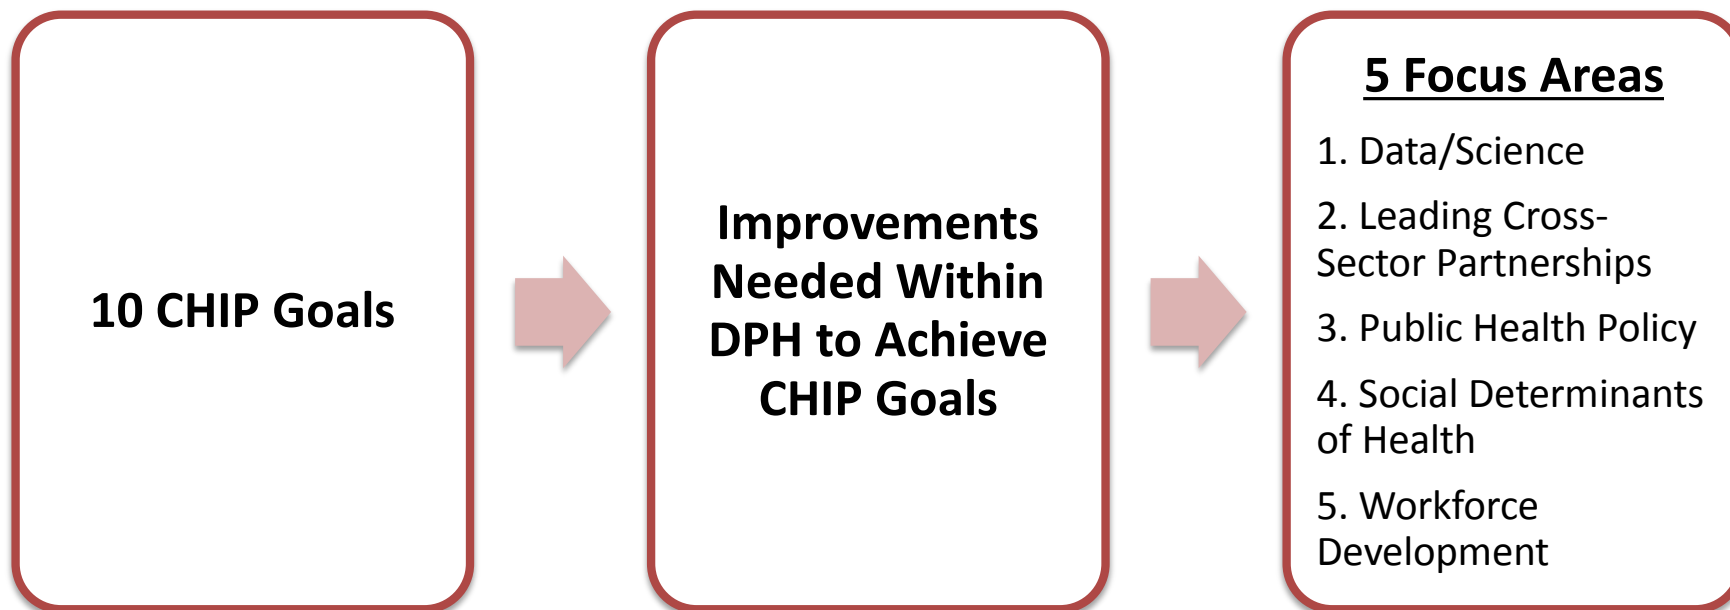 10 CHIP Goals
Improvements
Needed Within
DPH to Achieve
CHIP Goals
5 Focus Areas
1. Data/Science
2. Leading Cross-
Sector Partnerships
3. Public Health Policy
4. Social Determinants
of Health
5. Workforce
Development